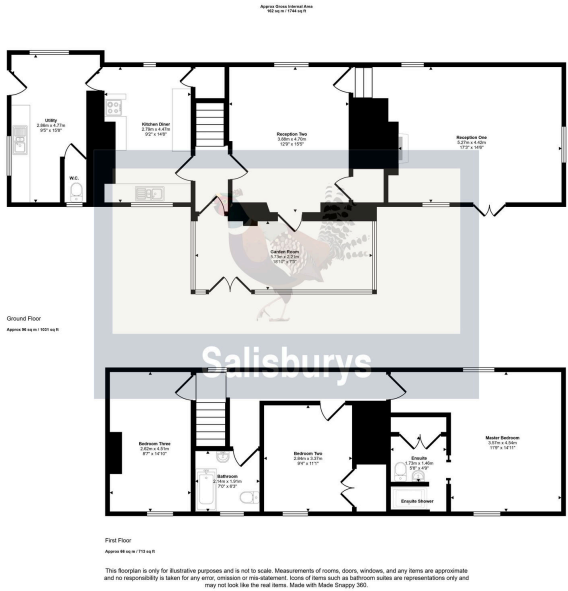 Approx Gross Internal Area
162 sq m / 1744 sq ft
Utility
2.86m x 4.77m
9'5" x 15'8"
W.C.
Kitchen Diner
2.79m x 4.47m
9'2" x 14'8"
Reception Two
3.88m x 4.70m
12'9" x 15'5"
Reception One
5.27m x 4.42m
17'3" x 14'6"
Garden Room
5.73m x 2.21m
18'10" x 7'3"
Ground Floor
Approx 96 sq m / 1031 sq ft
Salisburys
Bedroom Three
2.62m x 4.51m
8'7" x 14'10"
Bathroom
2.14m x 1.91m
7'0" x 6'3"
Bedroom Two
2.84m x 3.37m
9'4" x 11'1"
Ensuite
1.73m x 1.46m
5'8" x 4'9"
Ensuite Shower
Master Bedroom
3.57m x 4.54m
11'9" x 14'11"
First Floor
Approx 66 sq m / 713 sq ft
This floorplan is only for illustrative purposes and is not to scale. Measurements of rooms, doors, windows, and any items are approximate
and no responsibility is taken for any error, omission or mis-statement. Icons of items such as bathroom suites are representations only and
may not look like the real items. Made with Made Snappy 360.